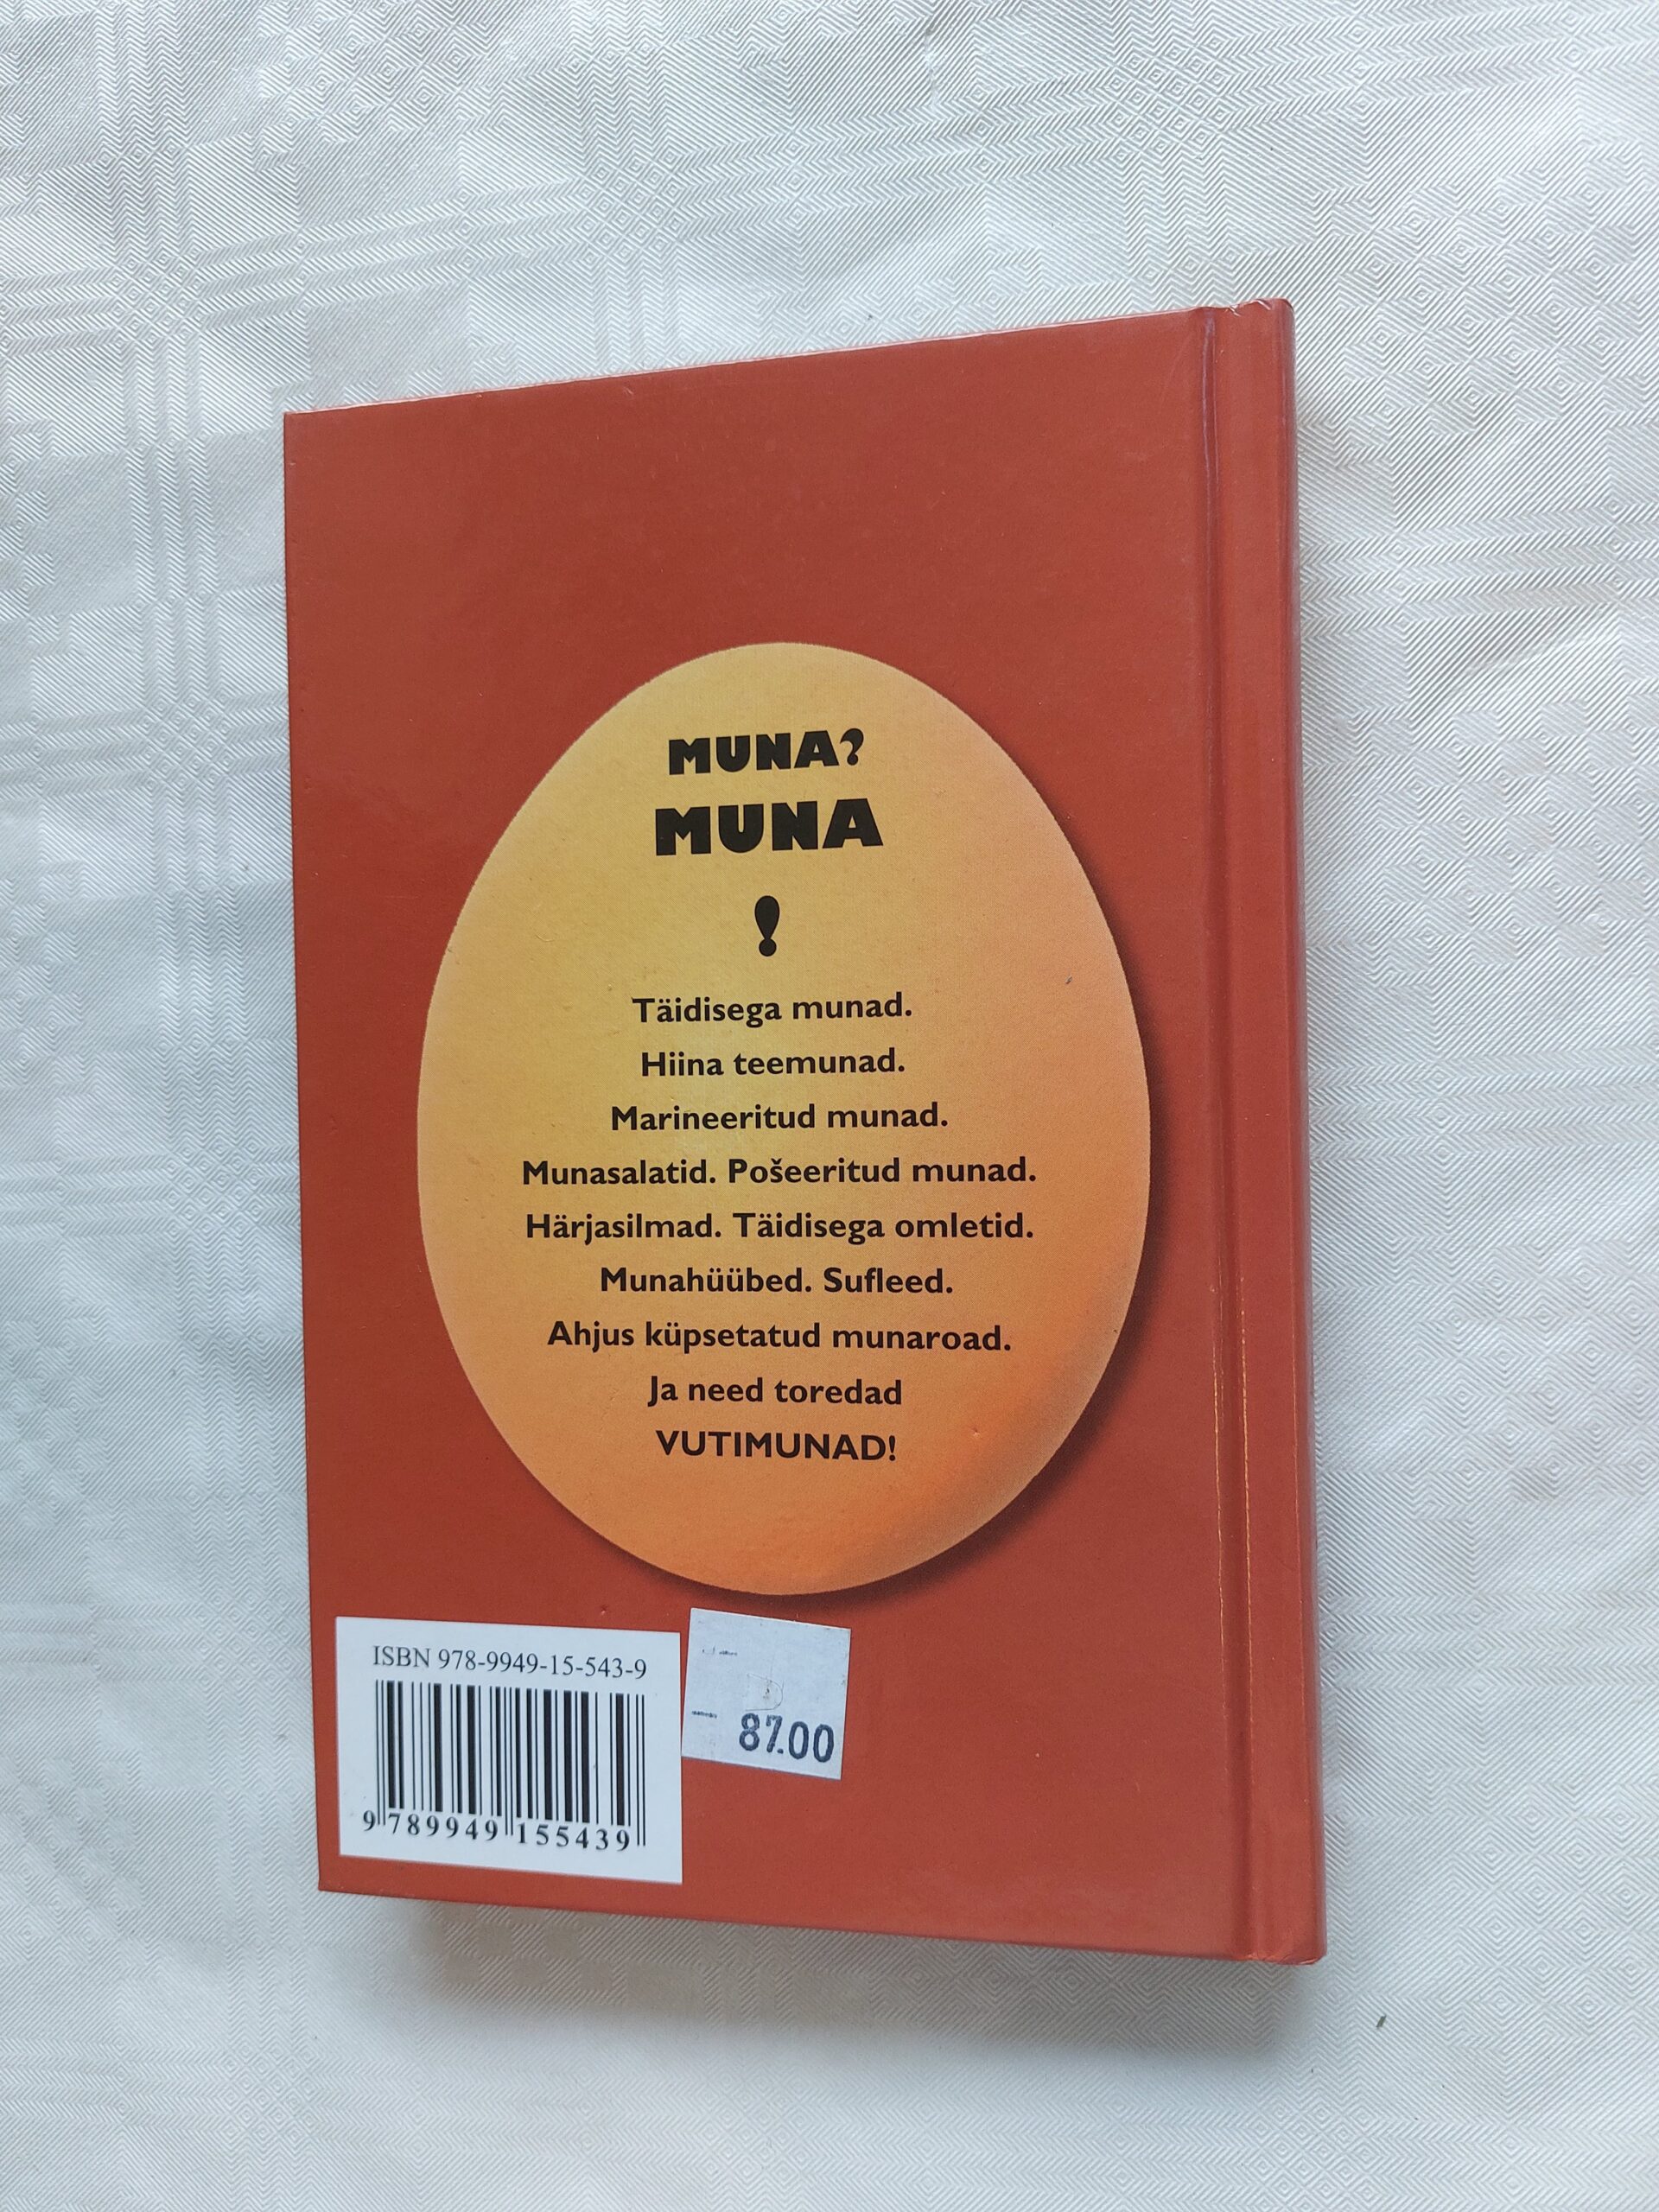 MUNA?
MUNA
!
Täidisega munad.
Hiina teemunad.
Marineeritud munad.
Munasalatid. Pošeeritud munad.
Härjasilmad. Täidisega omletid.
Munahüübed. Sufleed.
Ahjus küpsetatud munaroad.
Ja need toredad
VUTIMUNAD!
ISBN 978-9949-15-543-9
9 789949 155439
87.00